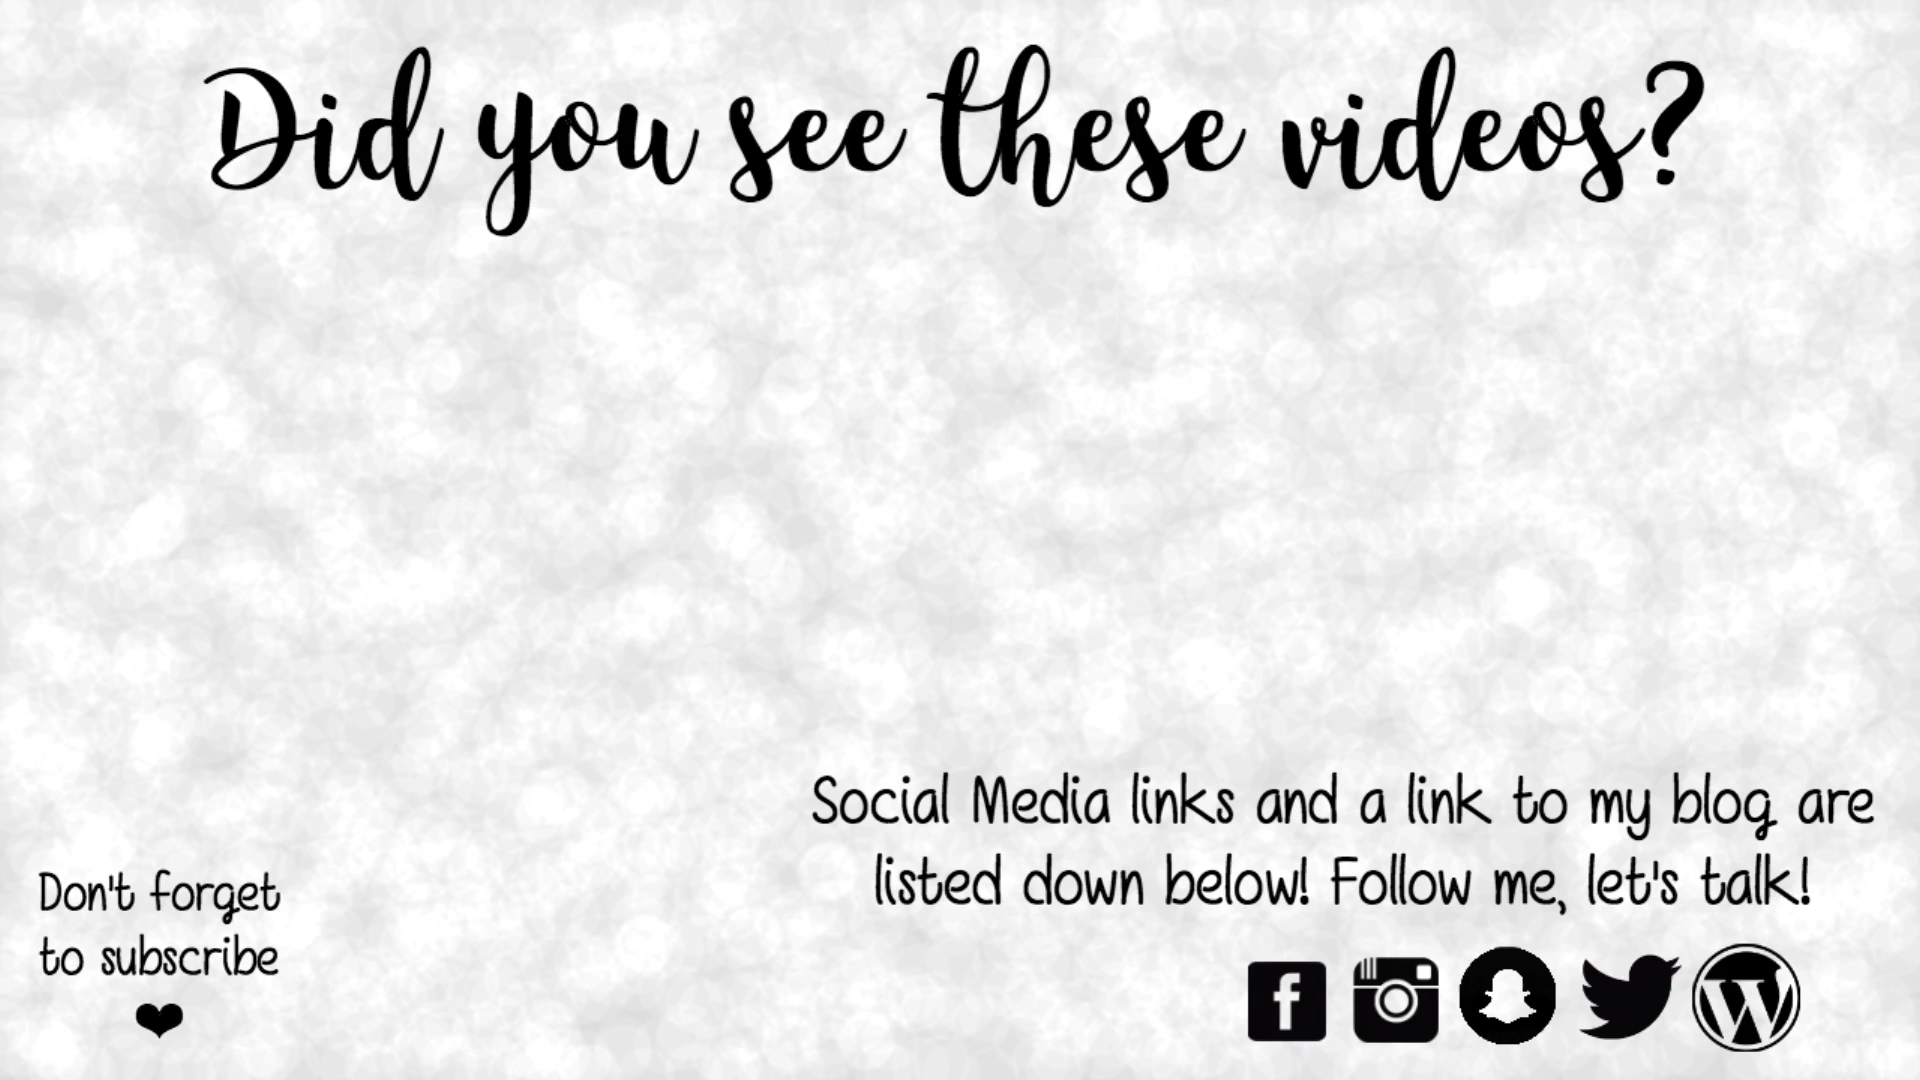 Did you see these videos?
Social Media links and a link to my blog are
listed down below! Follow me, let's talk!
Don't forget
to subscribe